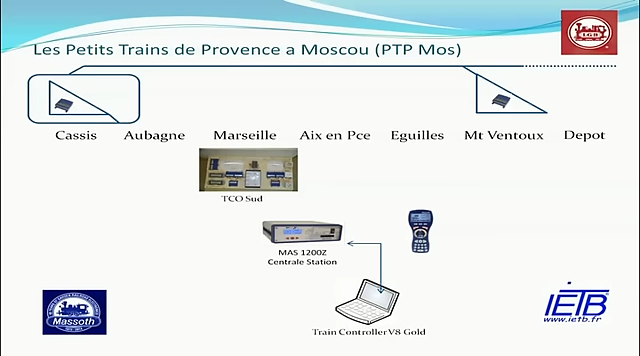 LGB
Les Petits Trains de Provence a Moscou (PTP Mos)
Cassis Aubagne Marseille Aix en Pce Eguilles Mt Ventoux Depot
TCO Sud
MAS 1200Z
Centrale Station
Massoth
Train Controller V8 Gold
IETB
www.ietb.fr